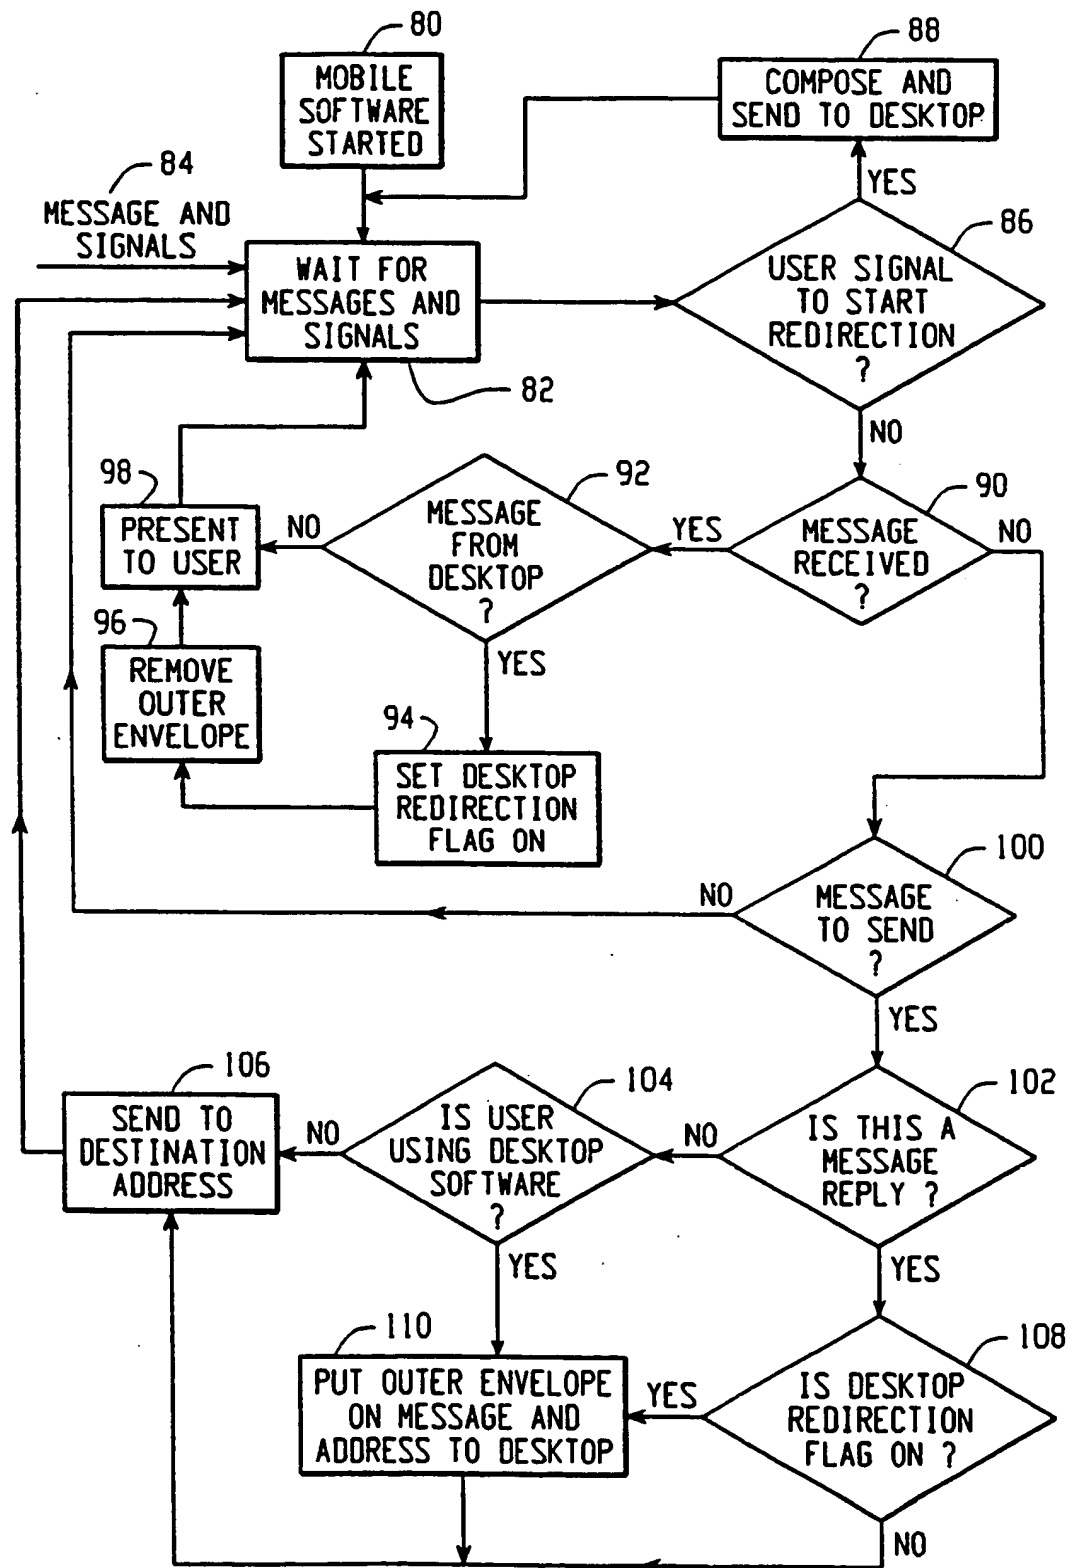 80
MOBILE
SOFTWARE
STARTED
88
COMPOSE AND
SEND TO DESKTOP
84
MESSAGE AND
SIGNALS
YES
86
WAIT FOR
MESSAGES AND
SIGNALS
82
USER SIGNAL
TO START
REDIRECTION
?
NO
98
PRESENT
TO USER
NO
92
MESSAGE
FROM
DESKTOP
?
YES
90
MESSAGE
RECEIVED
?
NO
96
REMOVE
OUTER
ENVELOPE
YES
94
SET DESKTOP
REDIRECTION
FLAG ON
100
NO
MESSAGE
TO SEND
?
YES
106
SEND TO
DESTINATION
ADDRESS
NO
104
IS USER
USING DESKTOP
SOFTWARE
?
NO
102
IS THIS A
MESSAGE
REPLY ?
YES
YES
110
PUT OUTER ENVELOPE
ON MESSAGE AND
ADDRESS TO DESKTOP
YES
108
IS DESKTOP
REDIRECTION
FLAG ON ?
NO